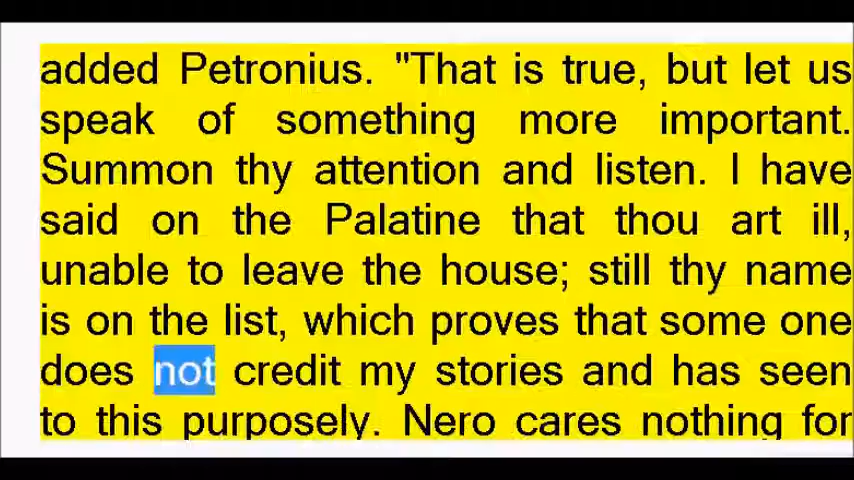 added Petronius. "That is true, but let us
speak of something more important.
Summon thy attention and listen. I have
said on the Palatine that thou art ill,
unable to leave the house; still thy name
is on the list, which proves that some one
does not credit my stories and has seen
to this purposely. Nero cares nothing for